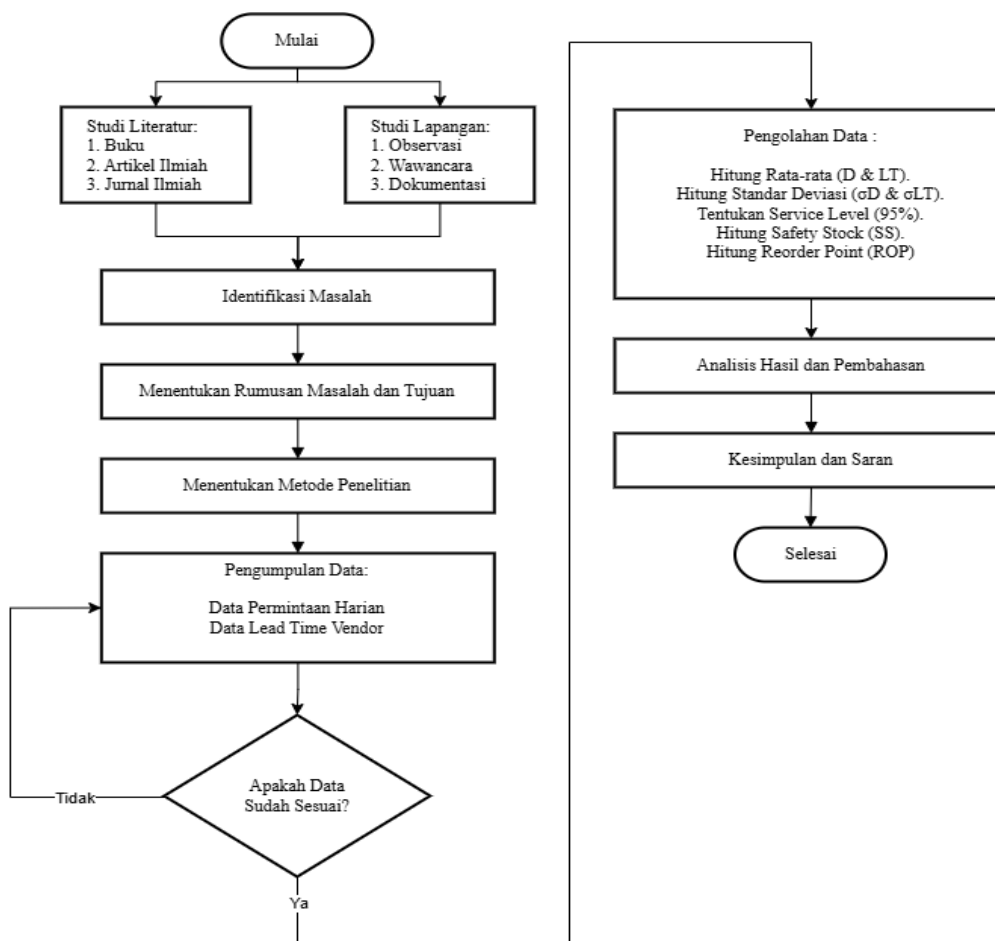 Mulai
Studi Literatur:
1. Buku
2. Artikel Ilmiah
3. Jurnal Ilmiah
Studi Lapangan:
1. Observasi
2. Wawancara
3. Dokumentasi
Identifikasi Masalah
Menentukan Rumusan Masalah dan Tujuan
Menentukan Metode Penelitian
Pengumpulan Data:
Data Permintaan Harian
Data Lead Time Vendor
Apakah Data
Sudah Sesuai?
Tidak
Ya
Pengolahan Data :
Hitung Rata-rata (D & LT).
Hitung Standar Deviasi (σD & σLT).
Tentukan Service Level (95%).
Hitung Safety Stock (SS).
Hitung Reorder Point (ROP)
Analisis Hasil dan Pembahasan
Kesimpulan dan Saran
Selesai